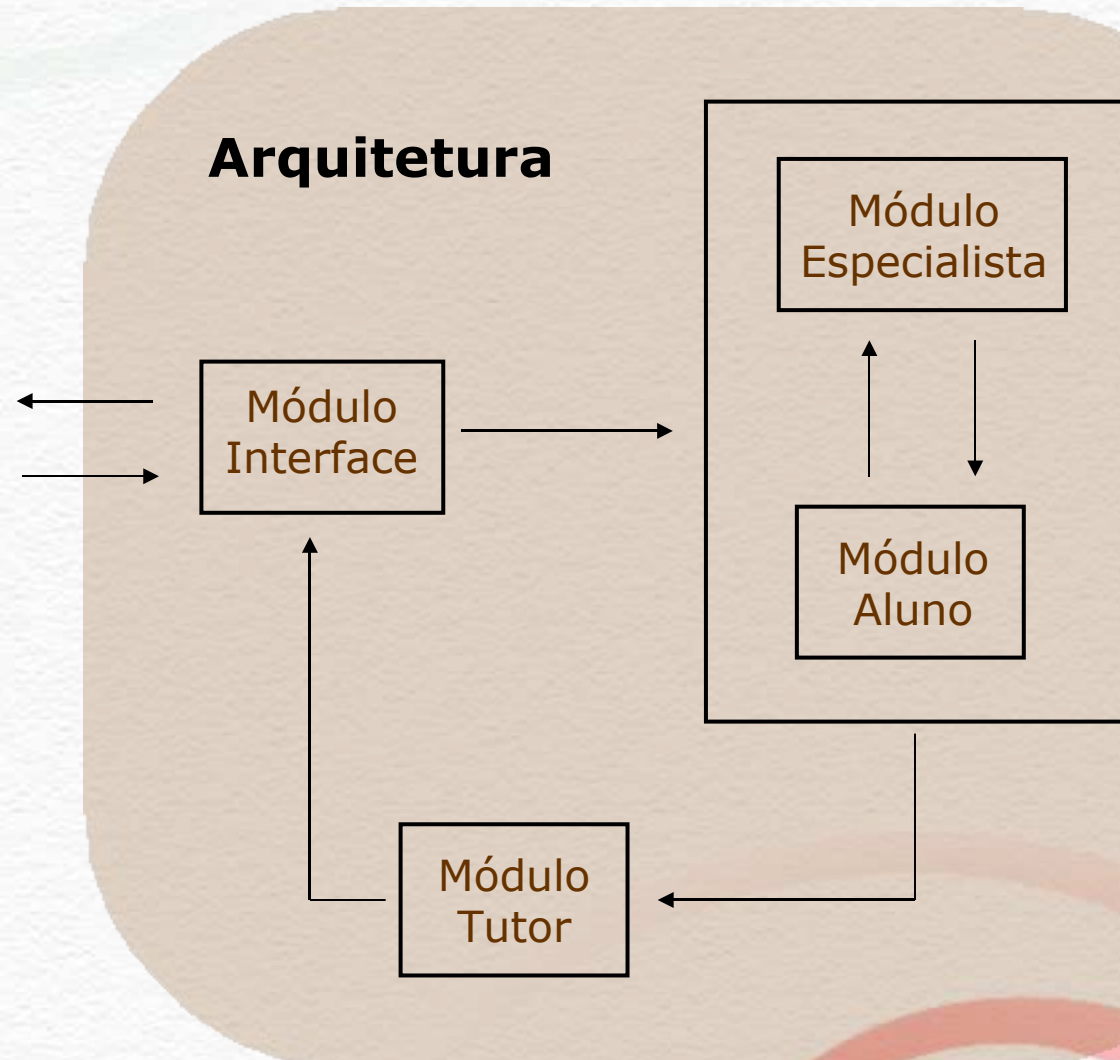 Arquitetura
Módulo
Especialista
Módulo
Interface
Módulo
Aluno
Módulo
Tutor